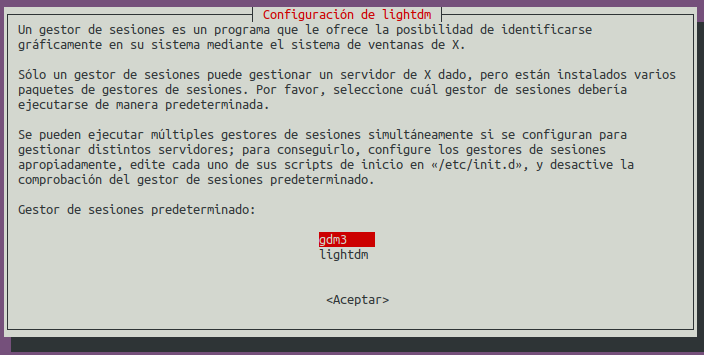 Configuración de lightdm
Un gestor de sesiones es un programa que le ofrece la posibilidad de identificarse
gráficamente en su sistema mediante el sistema de ventanas de X.
Sólo un gestor de sesiones puede gestionar un servidor de X dado, pero están instalados varios
paquetes de gestores de sesiones. Por favor, seleccione cuál gestor de sesiones debería
ejecutarse de manera predeterminada.
Se pueden ejecutar múltiples gestores de sesiones simultáneamente si se configuran para
gestionar distintos servidores; para conseguirlo, configure los gestores de sesiones
apropiadamente, edite cada uno de sus scripts de inicio en «/etc/init.d», y desactive la
comprobación del gestor de sesiones predeterminado.
Gestor de sesiones predeterminado:
gdm3
lightdm
<Aceptar>